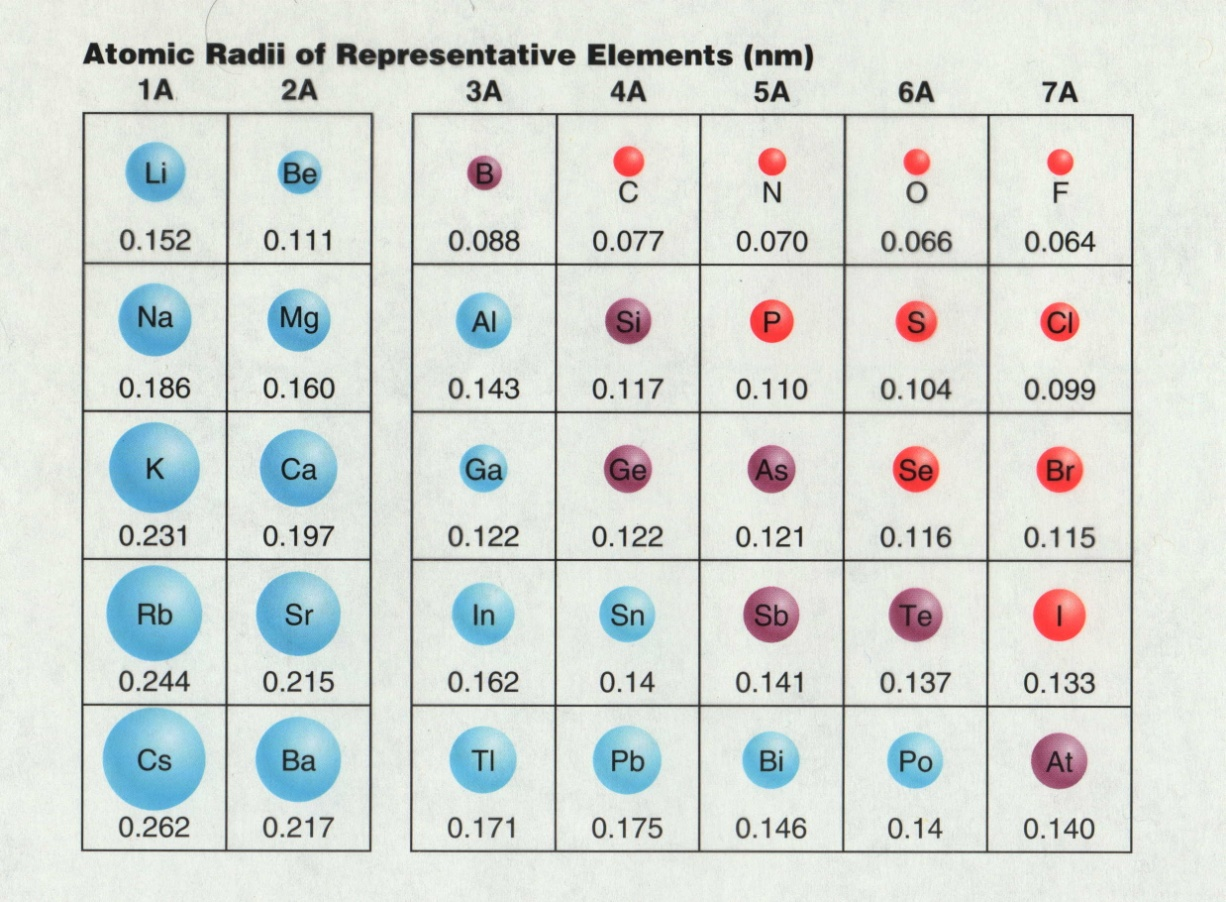 Atomic Radii of Representative Elements (nm)
1A 2A 3A 4A 5A 6A 7A
Li Be B C N O F
0.152 0.111 0.088 0.077 0.070 0.066 0.064
Na Mg Al Si P S Cl
0.186 0.160 0.143 0.117 0.110 0.104 0.099
K Ca Ga Ge As Se Br
0.231 0.197 0.122 0.122 0.121 0.116 0.115
Rb Sr In Sn Sb Te I
0.244 0.215 0.162 0.14 0.141 0.137 0.133
Cs Ba Tl Pb Bi Po At
0.262 0.217 0.171 0.175 0.146 0.14 0.140